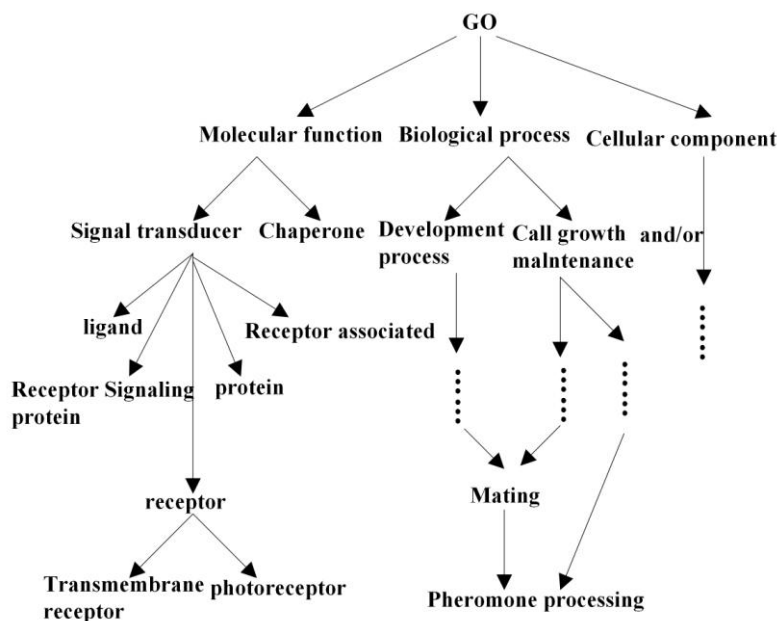 GO
Molecular function
Biological process
Cellular component
Signal transducer
Chaperone
Development
process
Call growth
malntenance
and/or
ligand
Receptor associated
Receptor Signaling
protein
protein
receptor
Mating
Transmembrane
receptor
photoreceptor
Pheromone processing